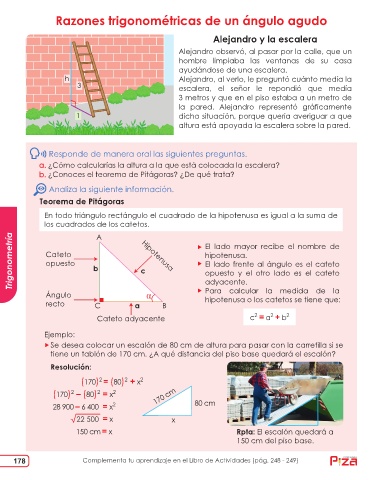 Razones trigonométricas de un ángulo agudo
Alejandro y la escalera
Alejandro observó, al pasar por la calle, que un
hombre limpiaba las ventanas de su casa
ayudándose de una escalera.
Alejandro, al verlo, le preguntó cuánto medía la
escalera, el señor le repondió que medía
3 metros y que en el piso estaba a un metro de
la pared. Alejandro representó gráficamente
dicha situación, porque quería averiguar a que
altura está apoyada la escalera sobre la pared.
h
3
1
Responde de manera oral las siguientes preguntas.
a. ¿Cómo calcularías la altura a la que está colocada la escalera?
b. ¿Conoces el teorema de Pitágoras? ¿De qué trata?
Analiza la siguiente información.
Teorema de Pitágoras
En todo triángulo rectángulo el cuadrado de la hipotenusa es igual a la suma de
los cuadrados de los catetos.
A
Hipotenusa
Cateto
opuesto
b
c
Ángulo
recto
α
C a B
Cateto adyacente
El lado mayor recibe el nombre de
hipotenusa.
El lado frente al ángulo es el cateto
opuesto y el otro lado es el cateto
adyacente.
Para calcular la medida de la
hipotenusa o los catetos se tiene que:
c² = a² + b²
Ejemplo:
Se desea colocar un escalón de 80 cm de altura para pasar con la carretilla si se
tiene un tablón de 170 cm. ¿A qué distancia del piso base quedará el escalón?
Resolución:
(170)² = (80)² + x²
(170)² − (80)² = x²
28 900 − 6 400 = x²
√22 500 = x
150 cm = x
170 cm
80 cm
x
Rpta: El escalón quedará a
150 cm del piso base.
Trigonometría
178
Complementa tu aprendizaje en el Libro de Actividades (pág. 248 - 249)